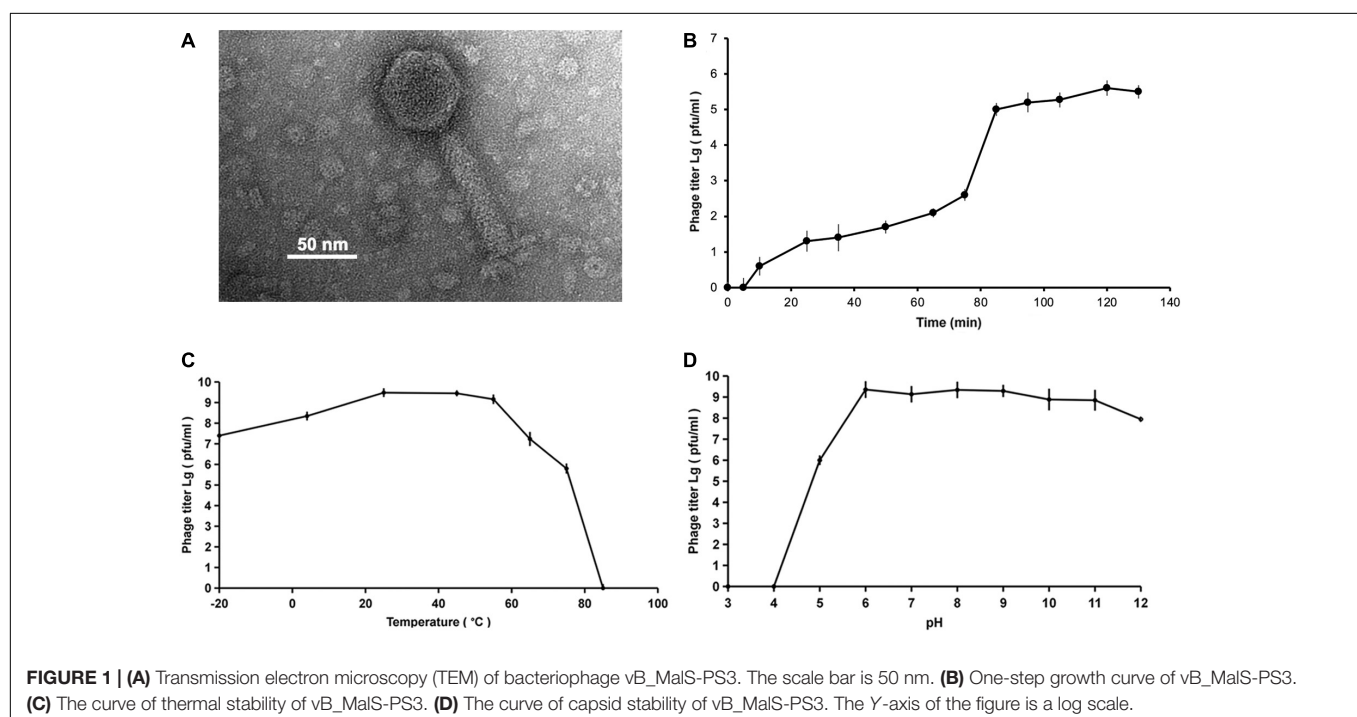 A
50 nm
B
Phage titer Lg ( pfu/ml )
7
6
5
4
3
2
1
0
0 20 40 60 80 100 120 140
Time (min)
C
Phage titer Lg ( pfu/ml )
10
9
8
7
6
5
4
3
2
1
0
-20 0 20 40 60 80 100
Temperature ( °C )
D
Phage titer Lg ( pfu/ml )
10
9
8
7
6
5
4
3
2
1
0
3 4 5 6 7 8 9 10 11 12
pH
FIGURE 1 | (A) Transmission electron microscopy (TEM) of bacteriophage vB_MalS-PS3. The scale bar is 50 nm. (B) One-step growth curve of vB_MalS-PS3.
(C) The curve of thermal stability of vB_MalS-PS3. (D) The curve of capsid stability of vB_MalS-PS3. The Y-axis of the figure is a log scale.